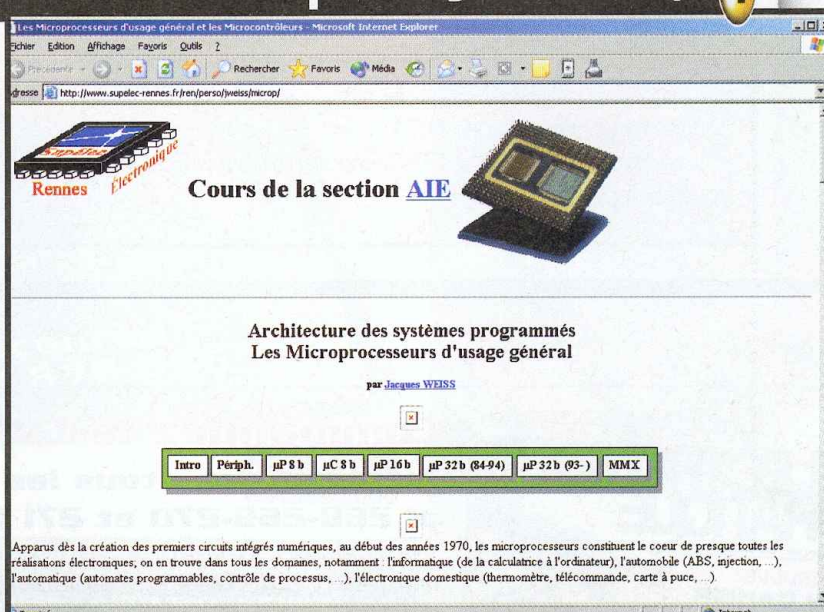 Les Microprocesseurs d'usage général et les Microcontrôleurs - Microsoft Internet Explorer
Edition Affichage Favoris Outils ?
Précédente Rechercher Favoris Média
http://www.supelec-rennes.fr/ren/perso/jweiss/microp/
Supélec
Rennes Électronique
Cours de la section AIE
Architecture des systèmes programmés
Les Microprocesseurs d'usage général
par Jacques WEISS
Intro Périph. µP 8 b µC 8 b µP 16 b µP 32 b (84-94) µP 32 b (93- ) MMX
Apparus dès la création des premiers circuits intégrés numériques, au début des années 1970, les microprocesseurs constituent le coeur de presque toutes les
réalisations électroniques; on en trouve dans tous les domaines, notamment : l'informatique (de la calculatrice à l'ordinateur), l'automobile (ABS, injection, ...),
l'automatique (automates programmables, contrôle de processus, ...), l'électronique domestique (thermomètre, télécommande, carte à puce, ...).
Internet